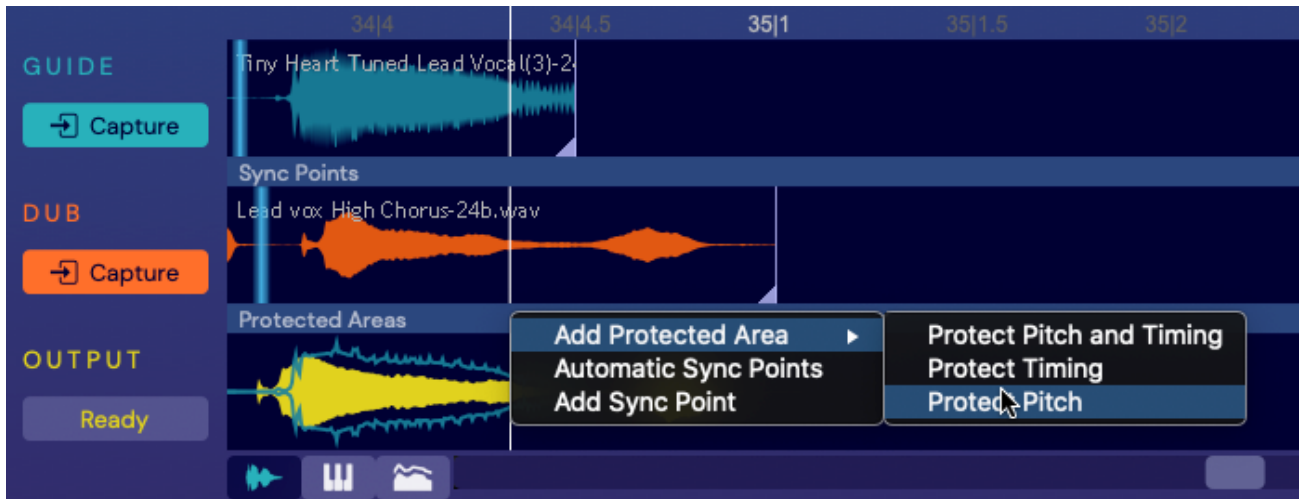 34|4 34|4.5 35|1 35|1.5 35|2
GUIDE
Tiny Heart Tuned Lead Vocal(3)-24
Capture
Sync Points
DUB
Lead vox High Chorus-24b.wav
Capture
Protected Areas
OUTPUT
Ready
Add Protected Area
Automatic Sync Points
Add Sync Point
Protect Pitch and Timing
Protect Timing
Protect Pitch